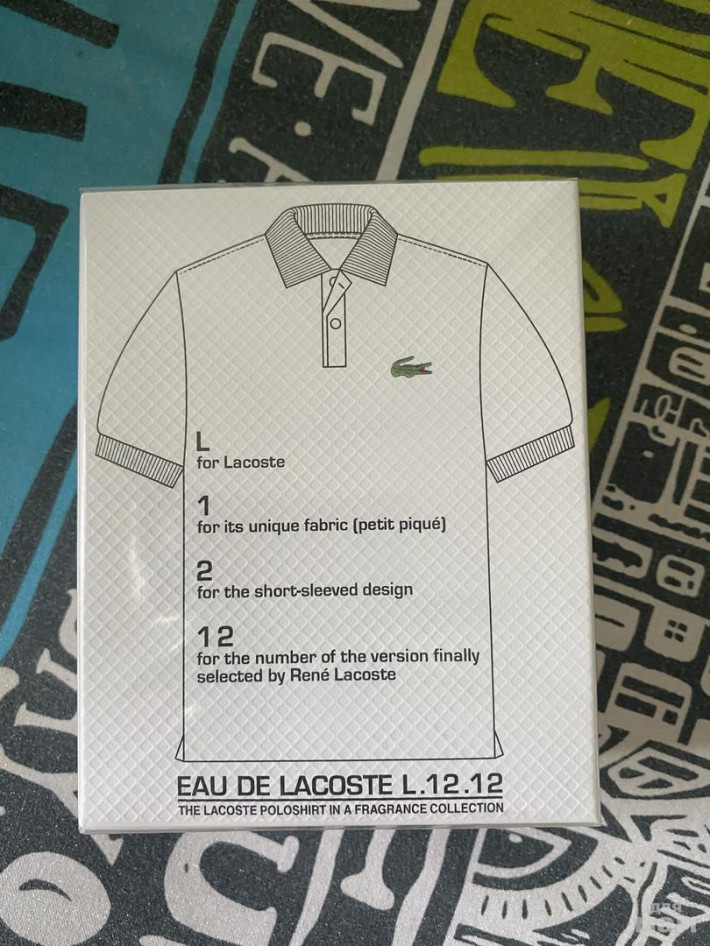 L
for Lacoste
1
for its unique fabric (petit piqué)
2
for the short-sleeved design
12
for the number of the version finally
selected by René Lacoste
EAU DE LACOSTE L.12.12
THE LACOSTE POLOSHIRT IN A FRAGRANCE COLLECTION